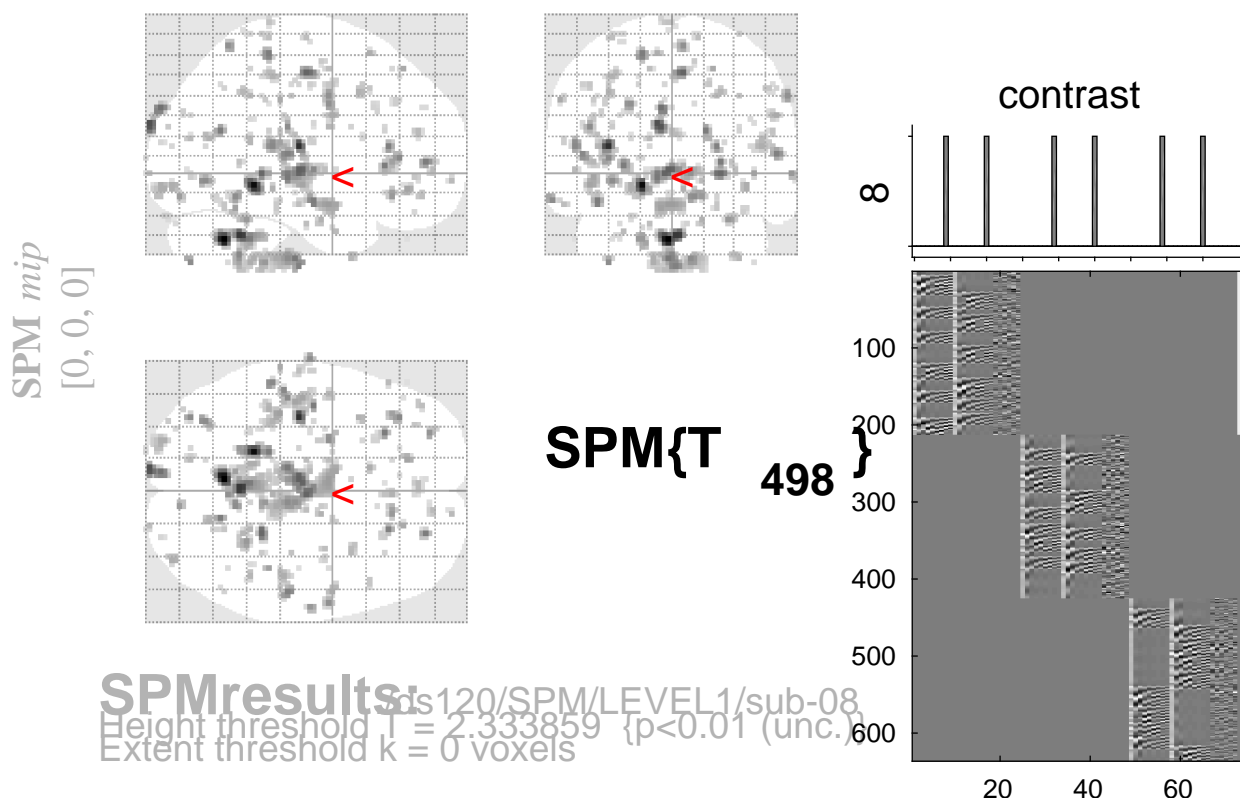 SPM mip
[0, 0, 0]
<
<
<
SPM{T 498 }
SPMresults: /ds120/SPM/LEVEL1/sub-08
Height threshold T = 2.333859 {p<0.01 (unc.)}
Extent threshold k = 0 voxels
contrast
8
100
200
300
400
500
600
20 40 60